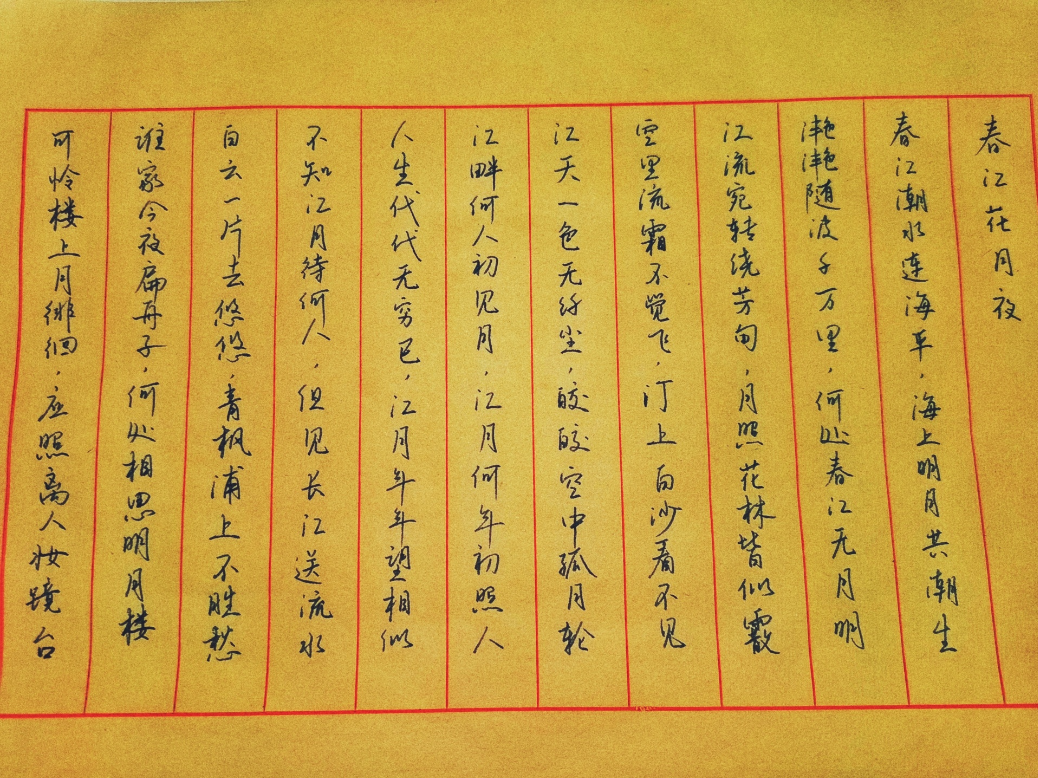 春江花月夜
春江潮水连海平，海上明月共潮生
滟滟随波千万里，何处春江无月明
江流宛转绕芳甸，月照花林皆似霰
空里流霜不觉飞，汀上白沙看不见
江天一色无纤尘，皎皎空中孤月轮
江畔何人初见月，江月何年初照人
人生代代无穷已，江月年年望相似
不知江月待何人，但见长江送流水
白云一片去悠悠，青枫浦上不胜愁
谁家今夜扁舟子，何处相思明月楼
可怜楼上月徘徊，应照离人妆镜台